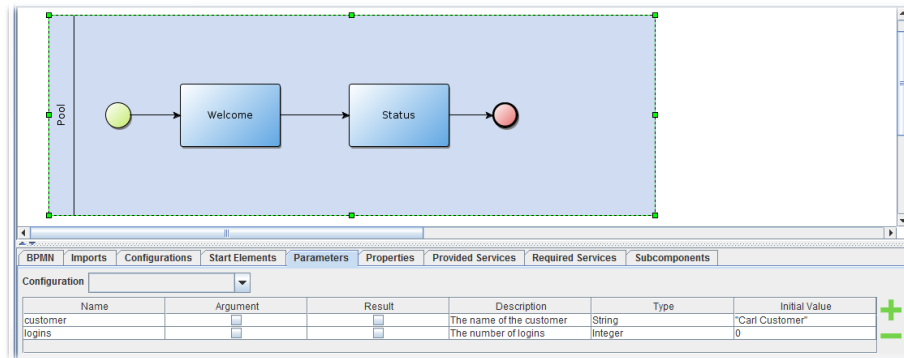 Pool
Welcome
Status
BPMN Imports Configurations Start Elements Parameters Properties Provided Services Required Services Subcomponents
Configuration
Name Argument Result Description Type Initial Value
customer The name of the customer String "Carl Customer"
logins The number of logins Integer 0